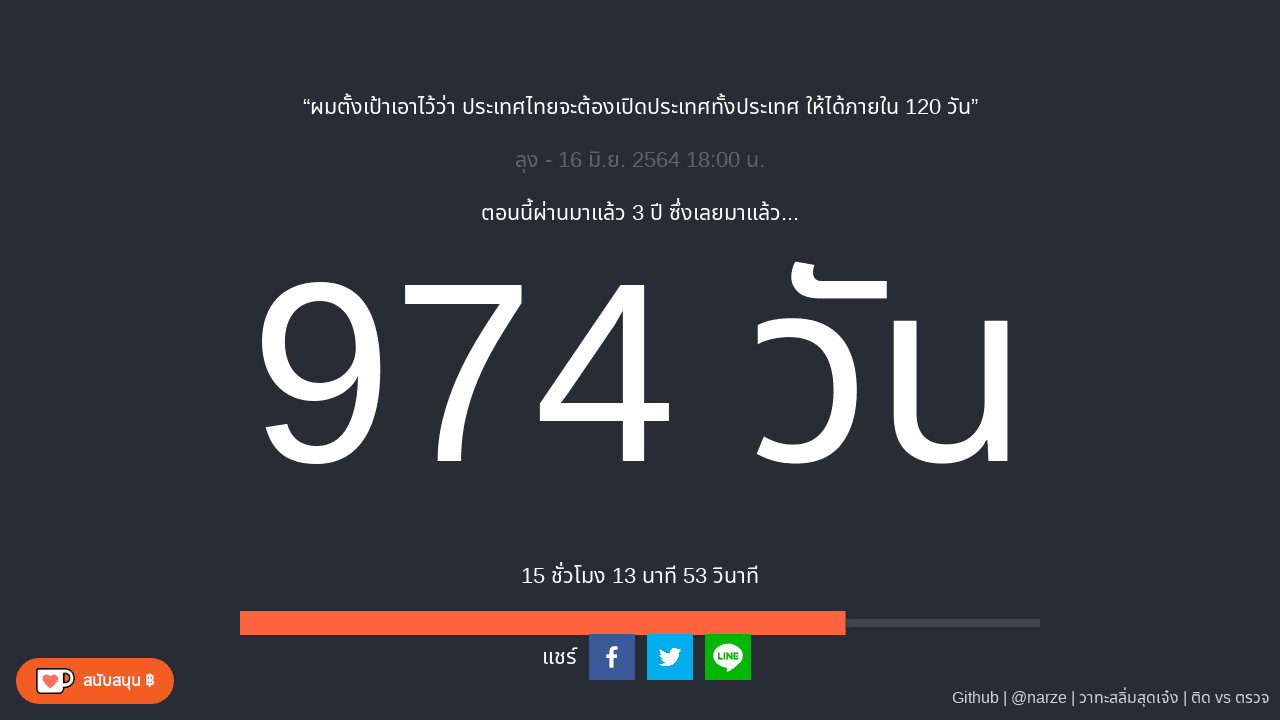 “ผมตั้งเป้าเอาไว้ว่า ประเทศไทยจะต้องเปิดประเทศทั้งประเทศ ให้ได้ภายใน 120 วัน”
ลุง - 16 มิ.ย. 2564 18:00 น.
ตอนนี้ผ่านมาแล้ว 3 ปี ซึ่งเลยมาแล้ว...
974 วัน
15 ชั่วโมง 13 นาที 53 วินาที
แชร์
LINE
สนับสนุน ฿
Github | @narze | วาทะสลิ่มสุดเจ๋ง | ติด vs ตรวจ